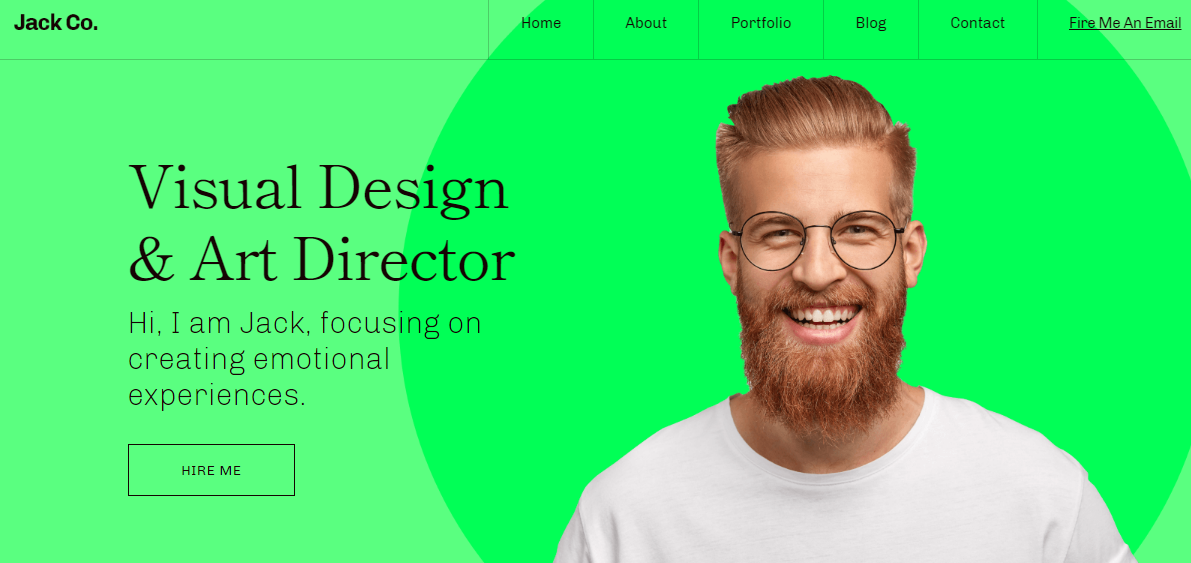 Jack Co.
Home
About
Portfolio
Blog
Contact
Fire Me An Email
Visual Design
& Art Director
Hi, I am Jack, focusing on
creating emotional
experiences.
HIRE ME